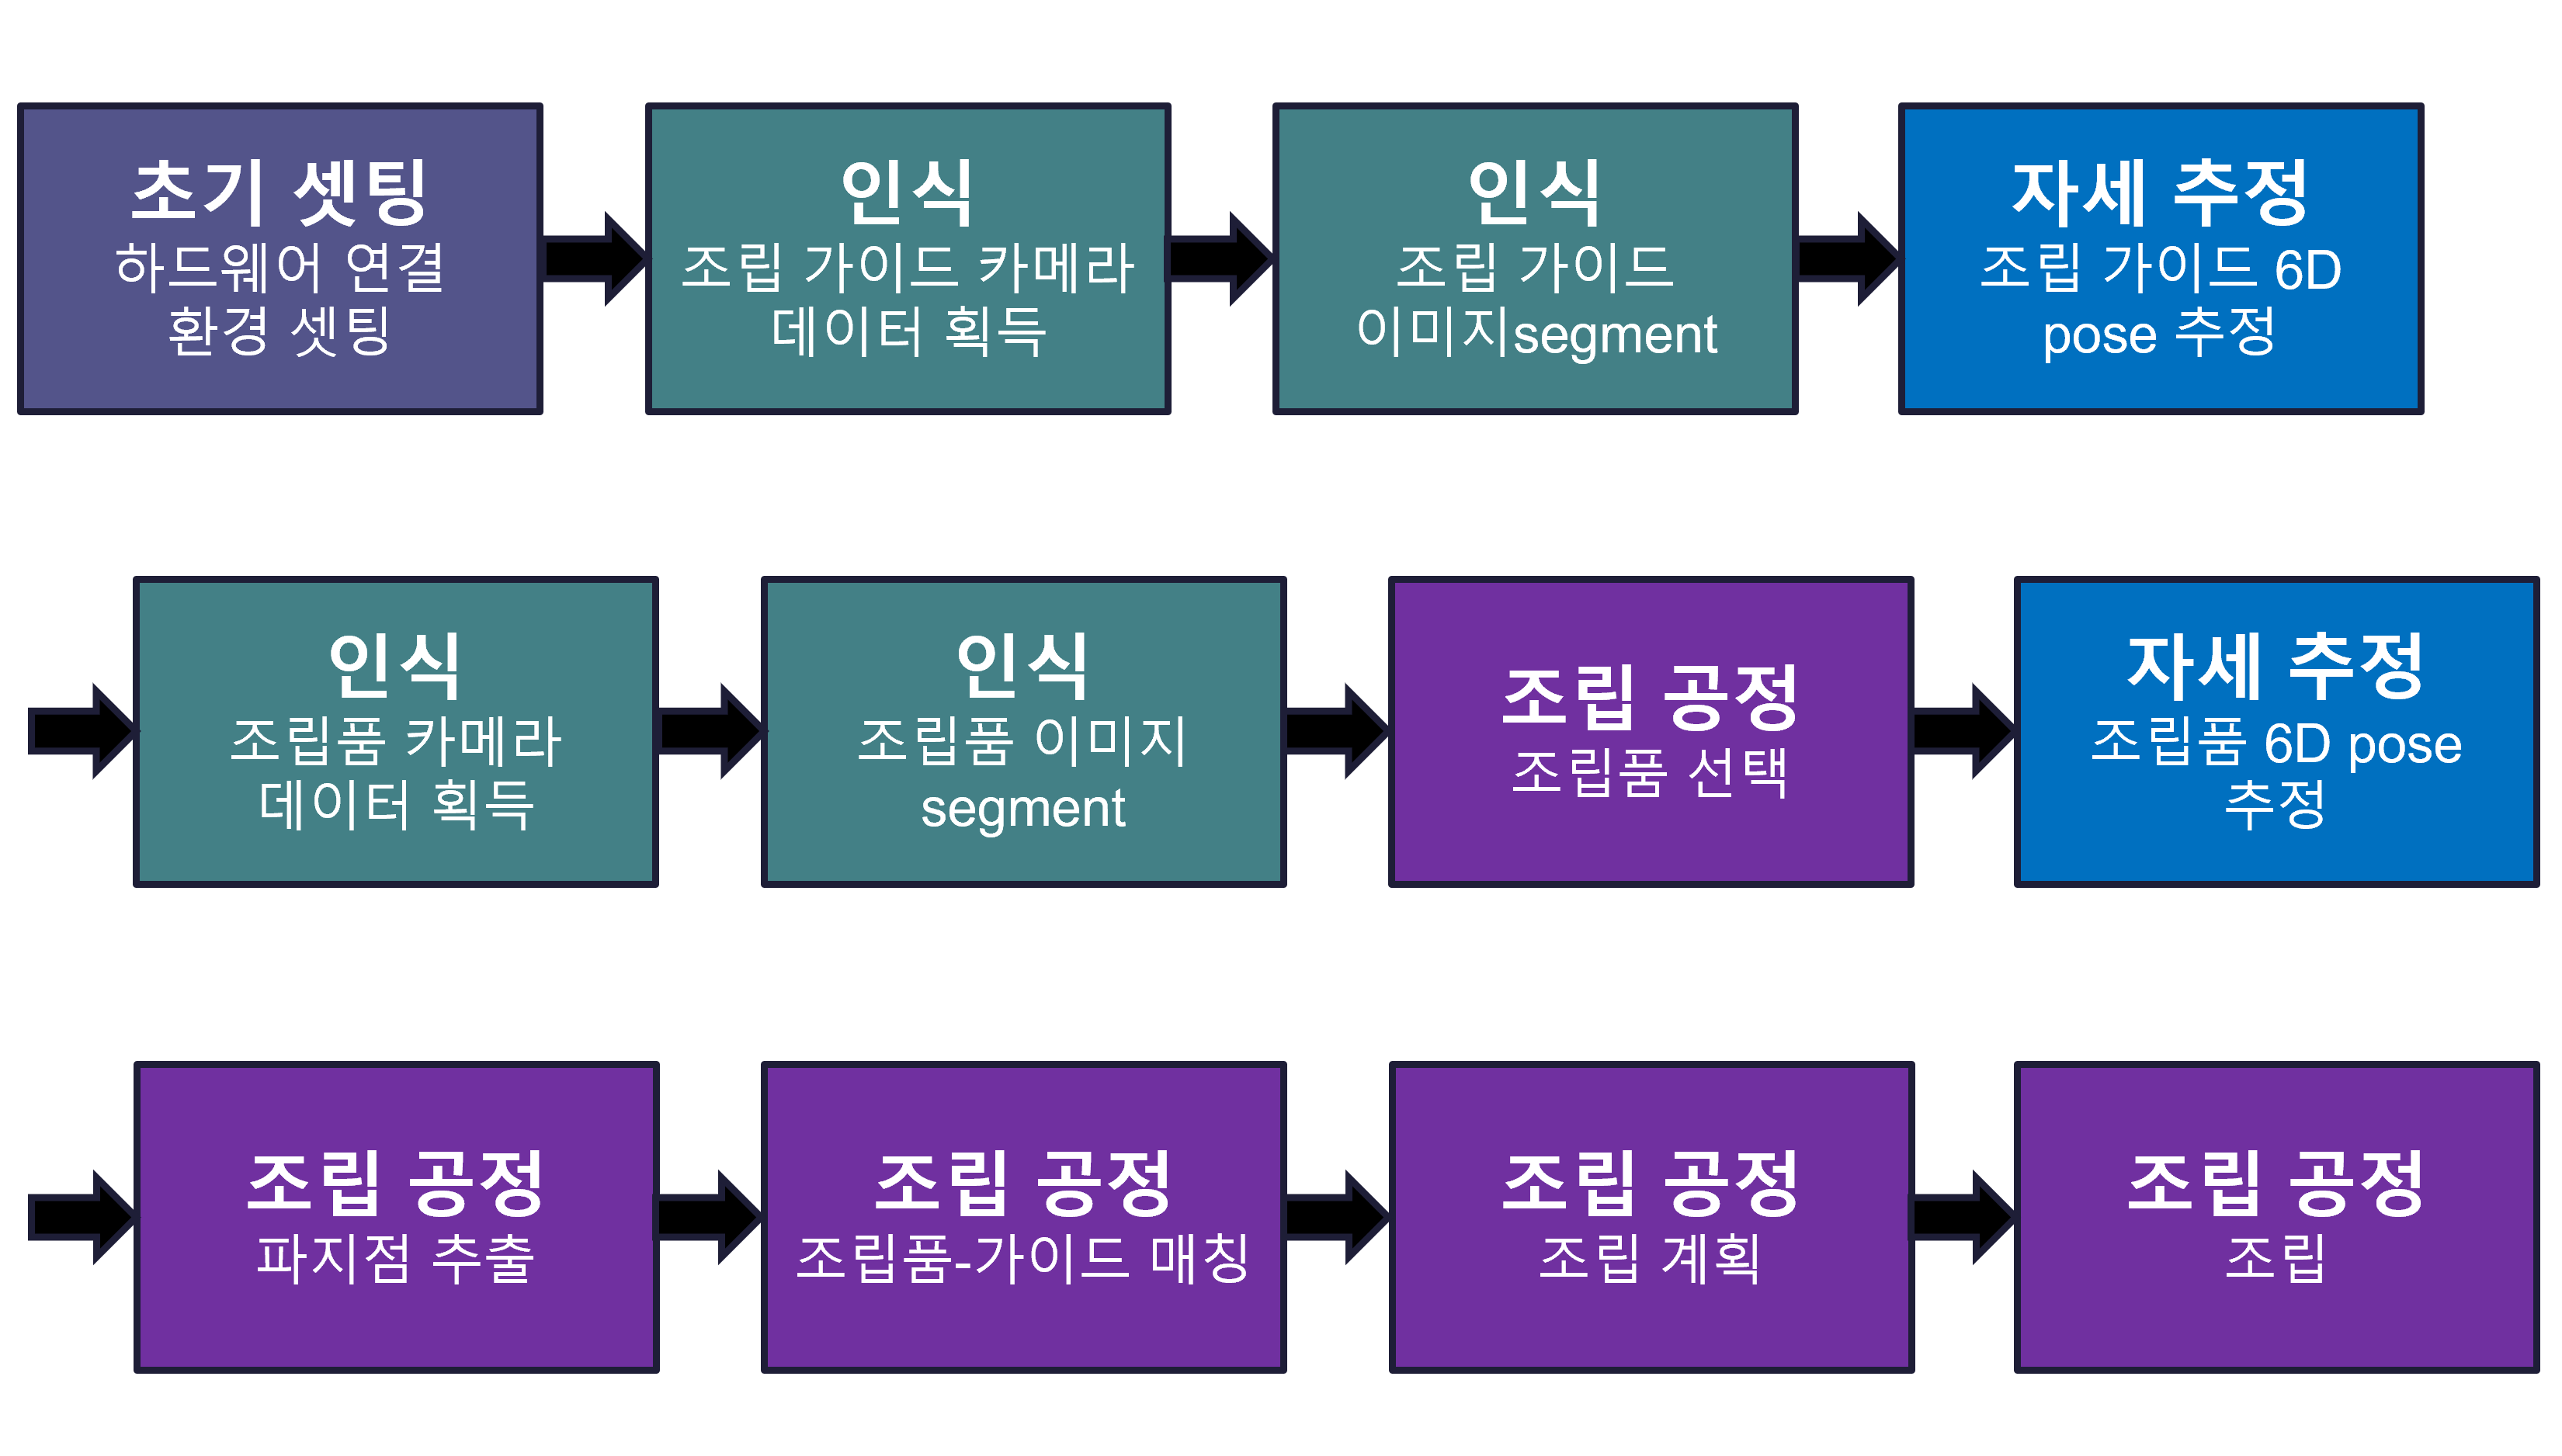 초기 셋팅
하드웨어 연결
환경 셋팅
인식
조립 가이드 카메라
데이터 획득
인식
조립 가이드
이미지segment
자세 추정
조립 가이드 6D
pose 추정
인식
조립품 카메라
데이터 획득
인식
조립품 이미지
segment
조립 공정
조립품 선택
자세 추정
조립품 6D pose
추정
조립 공정
파지점 추출
조립 공정
조립품-가이드 매칭
조립 공정
조립 계획
조립 공정
조립